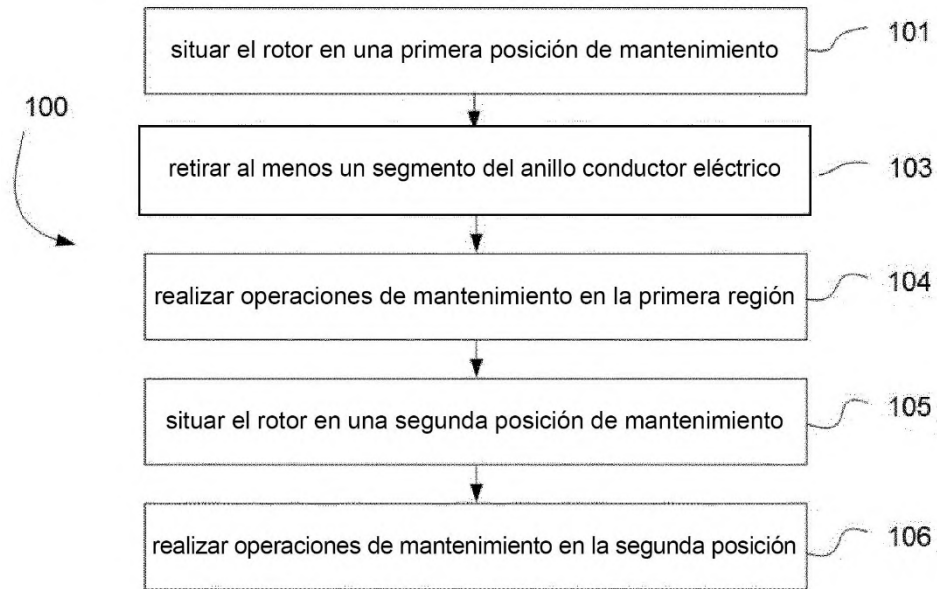 situar el rotor en una primera posición de mantenimiento
101
100
retirar al menos un segmento del anillo conductor eléctrico
103
realizar operaciones de mantenimiento en la primera región
104
situar el rotor en una segunda posición de mantenimiento
105
realizar operaciones de mantenimiento en la segunda posición
106